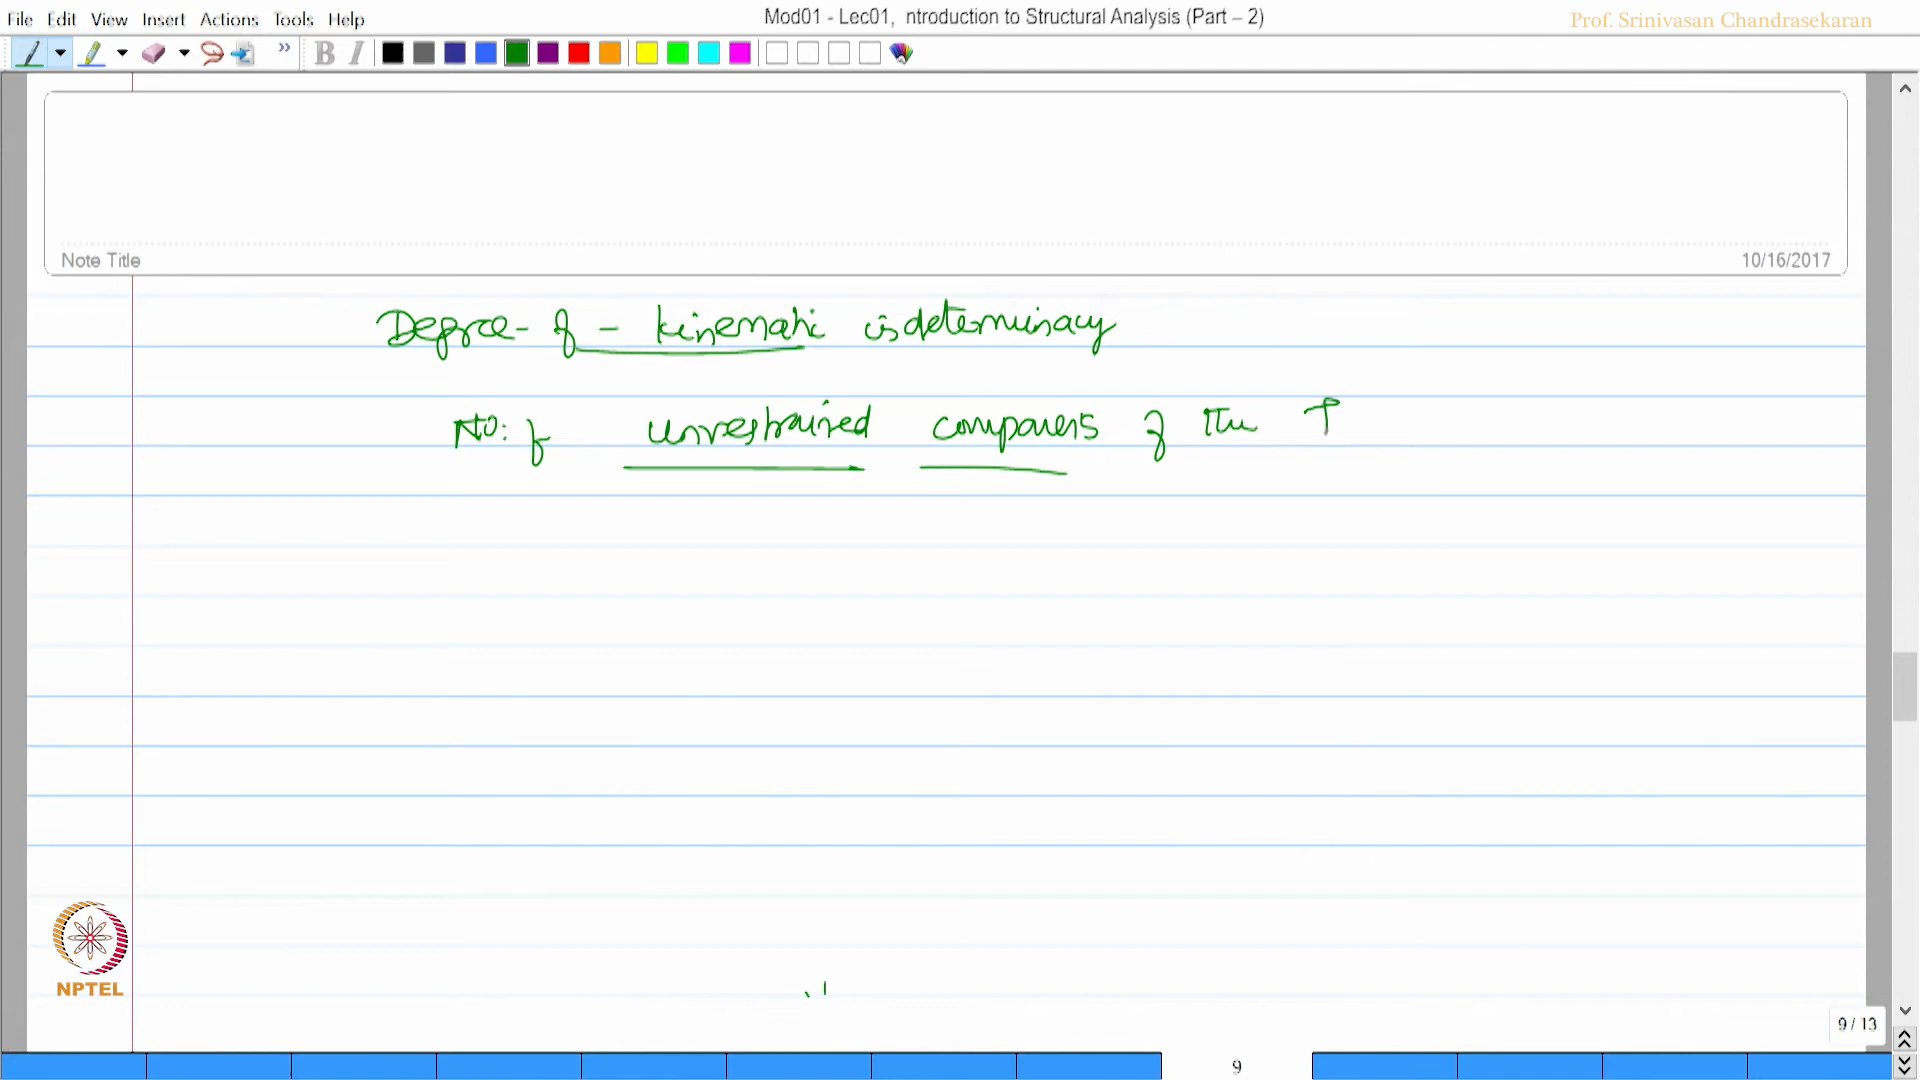 File Edit View Insert Actions Tools Help
Mod01 - Lec01, ntroduction to Structural Analysis (Part – 2)
Prof. Srinivasan Chandrasekaran
B I
Note Title
10/16/2017
Degree - of - kinematic indeterminacy
No: of unrestrained components of the
NPTEL
9 / 13
9